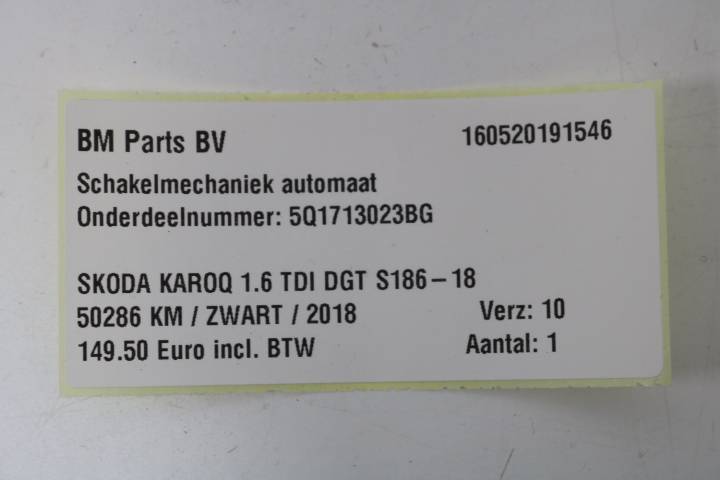 BM Parts BV 160520191546
Schakelmechaniek automaat
Onderdeelnummer: 5Q1713023BG
SKODA KAROQ 1.6 TDI DGT S186-18
50286 KM / ZWART / 2018 Verz: 10
149.50 Euro incl. BTW Aantal: 1